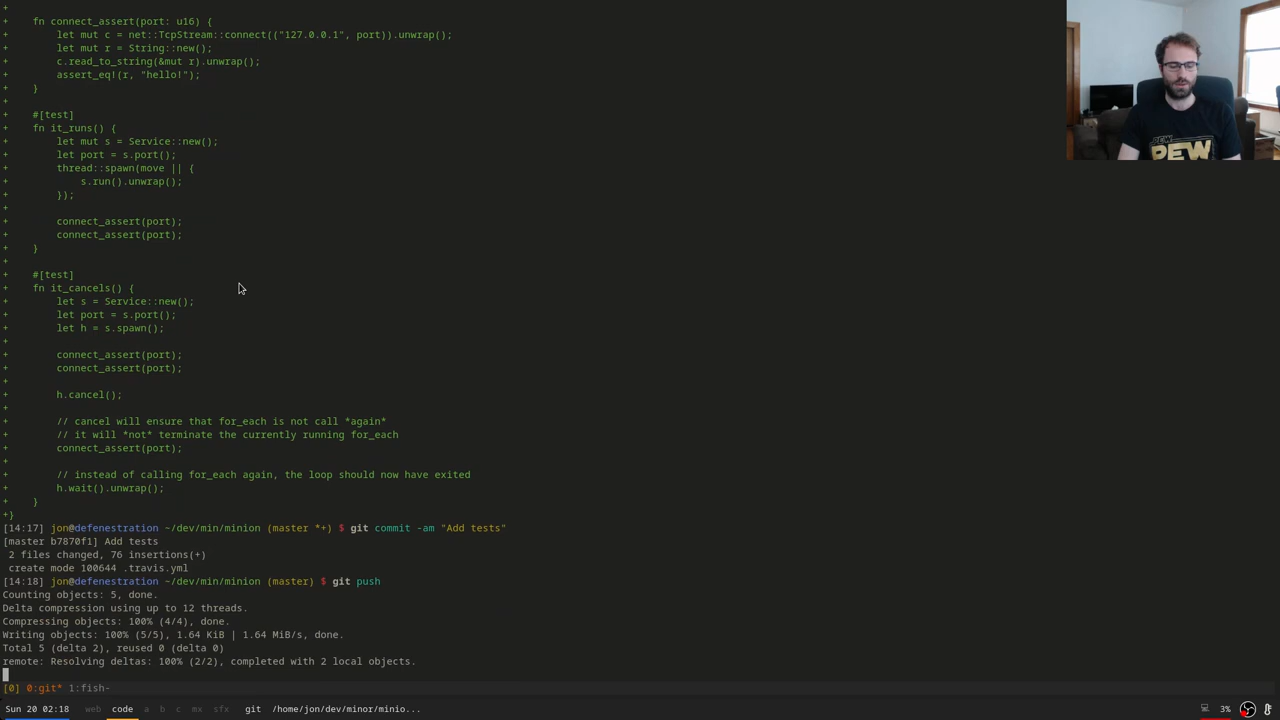 +
+    fn connect_assert(port: u16) {
+        let mut c = net::TcpStream::connect(("127.0.0.1", port)).unwrap();
+        let mut r = String::new();
+        c.read_to_string(&mut r).unwrap();
+        assert_eq!(r, "hello!");
+    }
+
+    #[test]
+    fn it_runs() {
+        let mut s = Service::new();
+        let port = s.port();
+        thread::spawn(move || {
+            s.run().unwrap();
+        });
+
+        connect_assert(port);
+        connect_assert(port);
+    }
+
+    #[test]
+    fn it_cancels() {
+        let s = Service::new();
+        let port = s.port();
+        let h = s.spawn();
+
+        connect_assert(port);
+        connect_assert(port);
+
+        h.cancel();
+
+        // cancel will ensure that for_each is not call *again*
+        // it will *not* terminate the currently running for_each
+        connect_assert(port);
+
+        // instead of calling for_each again, the loop should now have exited
+        h.wait().unwrap();
+    }
+}
[14:17] jon@defenestration ~/dev/min/minion (master *+) $ git commit -am "Add tests"
[master b7870f1] Add tests
 2 files changed, 76 insertions(+)
 create mode 100644 .travis.yml
[14:18] jon@defenestration ~/dev/min/minion (master) $ git push
Counting objects: 5, done.
Delta compression using up to 12 threads.
Compressing objects: 100% (4/4), done.
Writing objects: 100% (5/5), 1.64 KiB | 1.64 MiB/s, done.
Total 5 (delta 2), reused 0 (delta 0)
remote: Resolving deltas: 100% (2/2), completed with 2 local objects.
[0] 0:git* 1:fish-
Sun 20 02:18 web code a b c mx sfx git /home/jon/dev/minor/minio... 3%
PEW